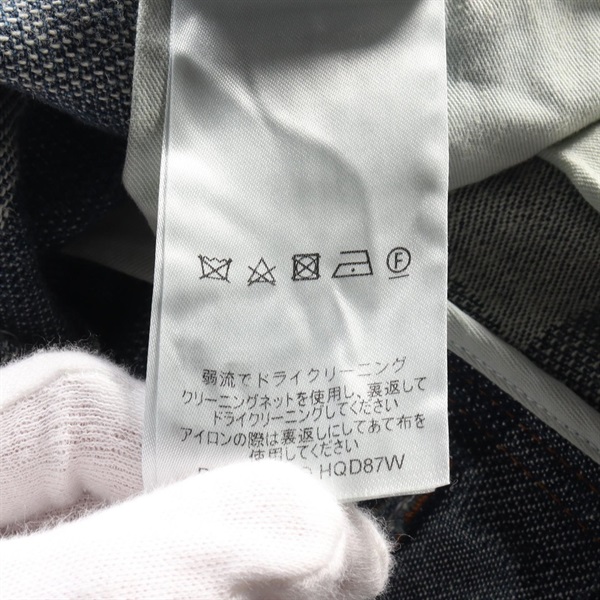 F
弱流でドライクリーニング
クリーニングネットを使用し、裏返して
ドライクリーニングしてください
アイロンの際は裏返しにしてあて布を
使用してください
HQD87W